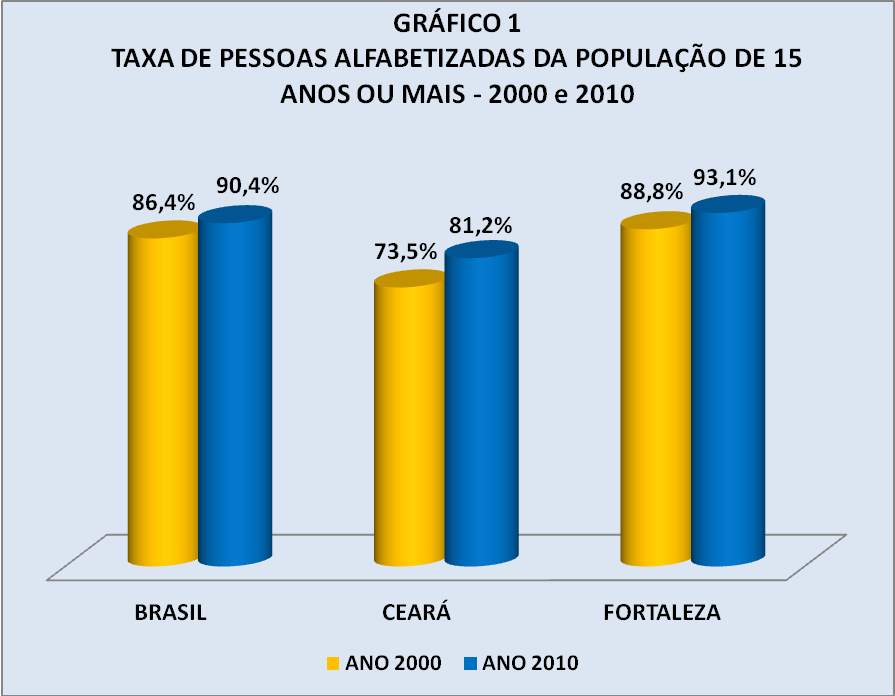 GRÁFICO 1
TAXA DE PESSOAS ALFABETIZADAS DA POPULAÇÃO DE 15
ANOS OU MAIS - 2000 e 2010
86,4%
90,4%
73,5%
81,2%
88,8%
93,1%
BRASIL
CEARÁ
FORTALEZA
ANO 2000
ANO 2010